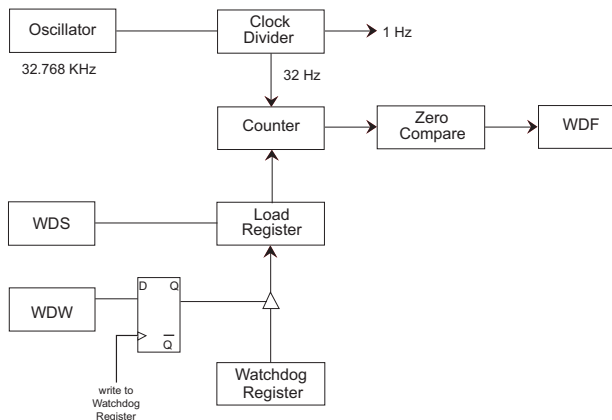 Oscillator
Clock
Divider
1 Hz
32.768 KHz
32 Hz
Counter
Zero
Compare
WDF
WDS
Load
Register
WDW
D Q
Q
write to
Watchdog
Register
Watchdog
Register